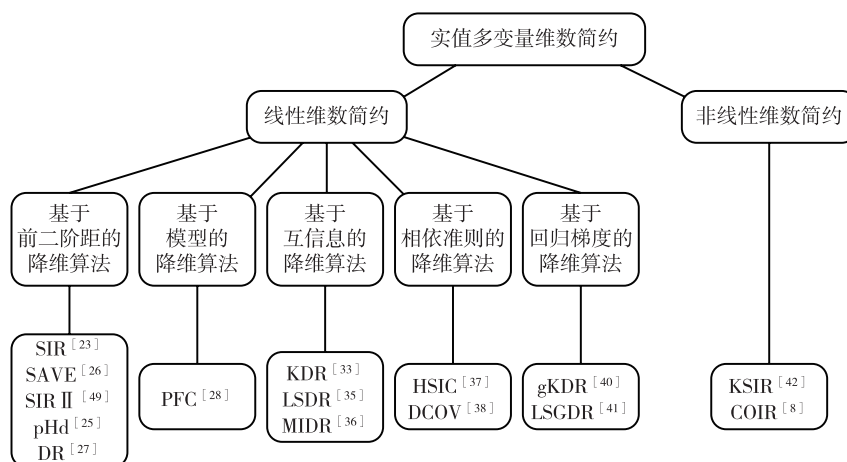 实值多变量维数简约
线性维数简约
非线性维数简约
基于
前二阶距的
降维算法
基于
模型的
降维算法
基于
互信息的
降维算法
基于
相依准则的
降维算法
基于
回归梯度的
降维算法
SIR［23］
SAVE［26］
SIR Ⅱ［49］
pHd［25］
DR［27］
PFC［28］
KDR［33］
LSDR［35］
MIDR［36］
HSIC［37］
DCOV［38］
gKDR［40］
LSGDR［41］
KSIR［42］
COIR［8］